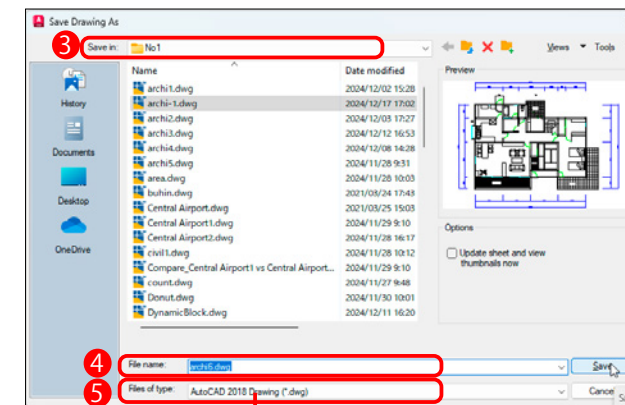 Save Drawing As
3 Save in: No1 Views Tools
Name Date modified Preview
archi1.dwg 2024/12/02 15:28
archi-1.dwg 2024/12/17 17:02
archi2.dwg 2024/12/03 17:27
archi3.dwg 2024/12/12 16:53
archi4.dwg 2024/12/08 14:28
archi5.dwg 2024/11/28 9:31
area.dwg 2024/11/28 10:03
buhin.dwg 2021/03/24 17:43
Central Airport.dwg 2021/03/25 15:03
Central Airport1.dwg 2024/11/29 9:10
Central Airport2.dwg 2024/11/28 16:17
civil1.dwg 2024/11/28 10:12
Compare_Central Airport1 vs Central Airport... 2024/11/29 9:10
count.dwg 2024/11/27 9:48
Donut.dwg 2024/11/30 10:01
DynamicBlock.dwg 2024/12/11 16:20
History
Documents
Desktop
OneDrive
Options
Update sheet and view
thumbnails now
4 File name: archi6.dwg Save
5 Files of type: AutoCAD 2018 Drawing (*.dwg) Cance